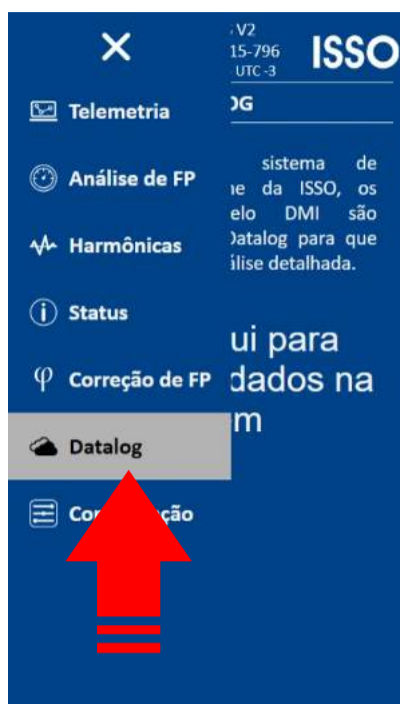 V2
15-796
UTC -3
ISSO
OG
Telemetria
Análise de FP
Harmônicas
Status
Correção de FP
Datalog
sistema de
da ISSO, os
elo DMI são
Datalog para que
detalhada.
ui para
dados na
m